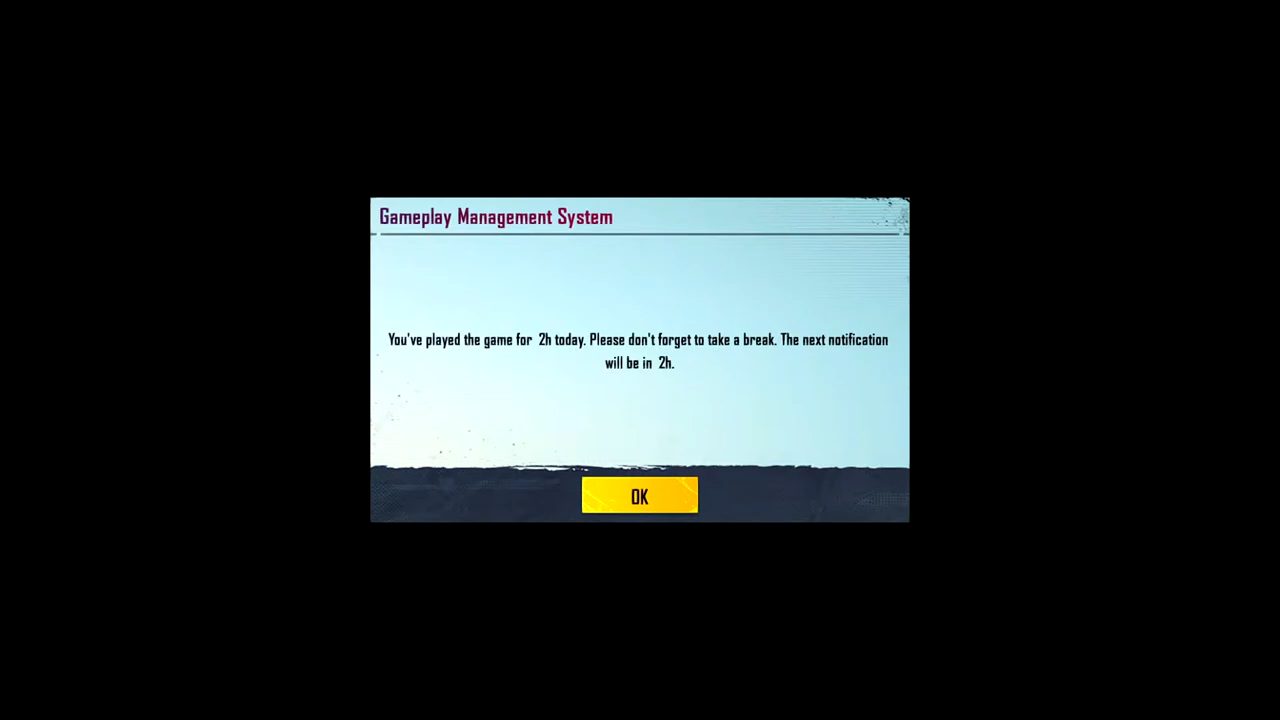 Gameplay Management System
You've played the game for 2h today. Please don't forget to take a break. The next notification
will be in 2h.
OK